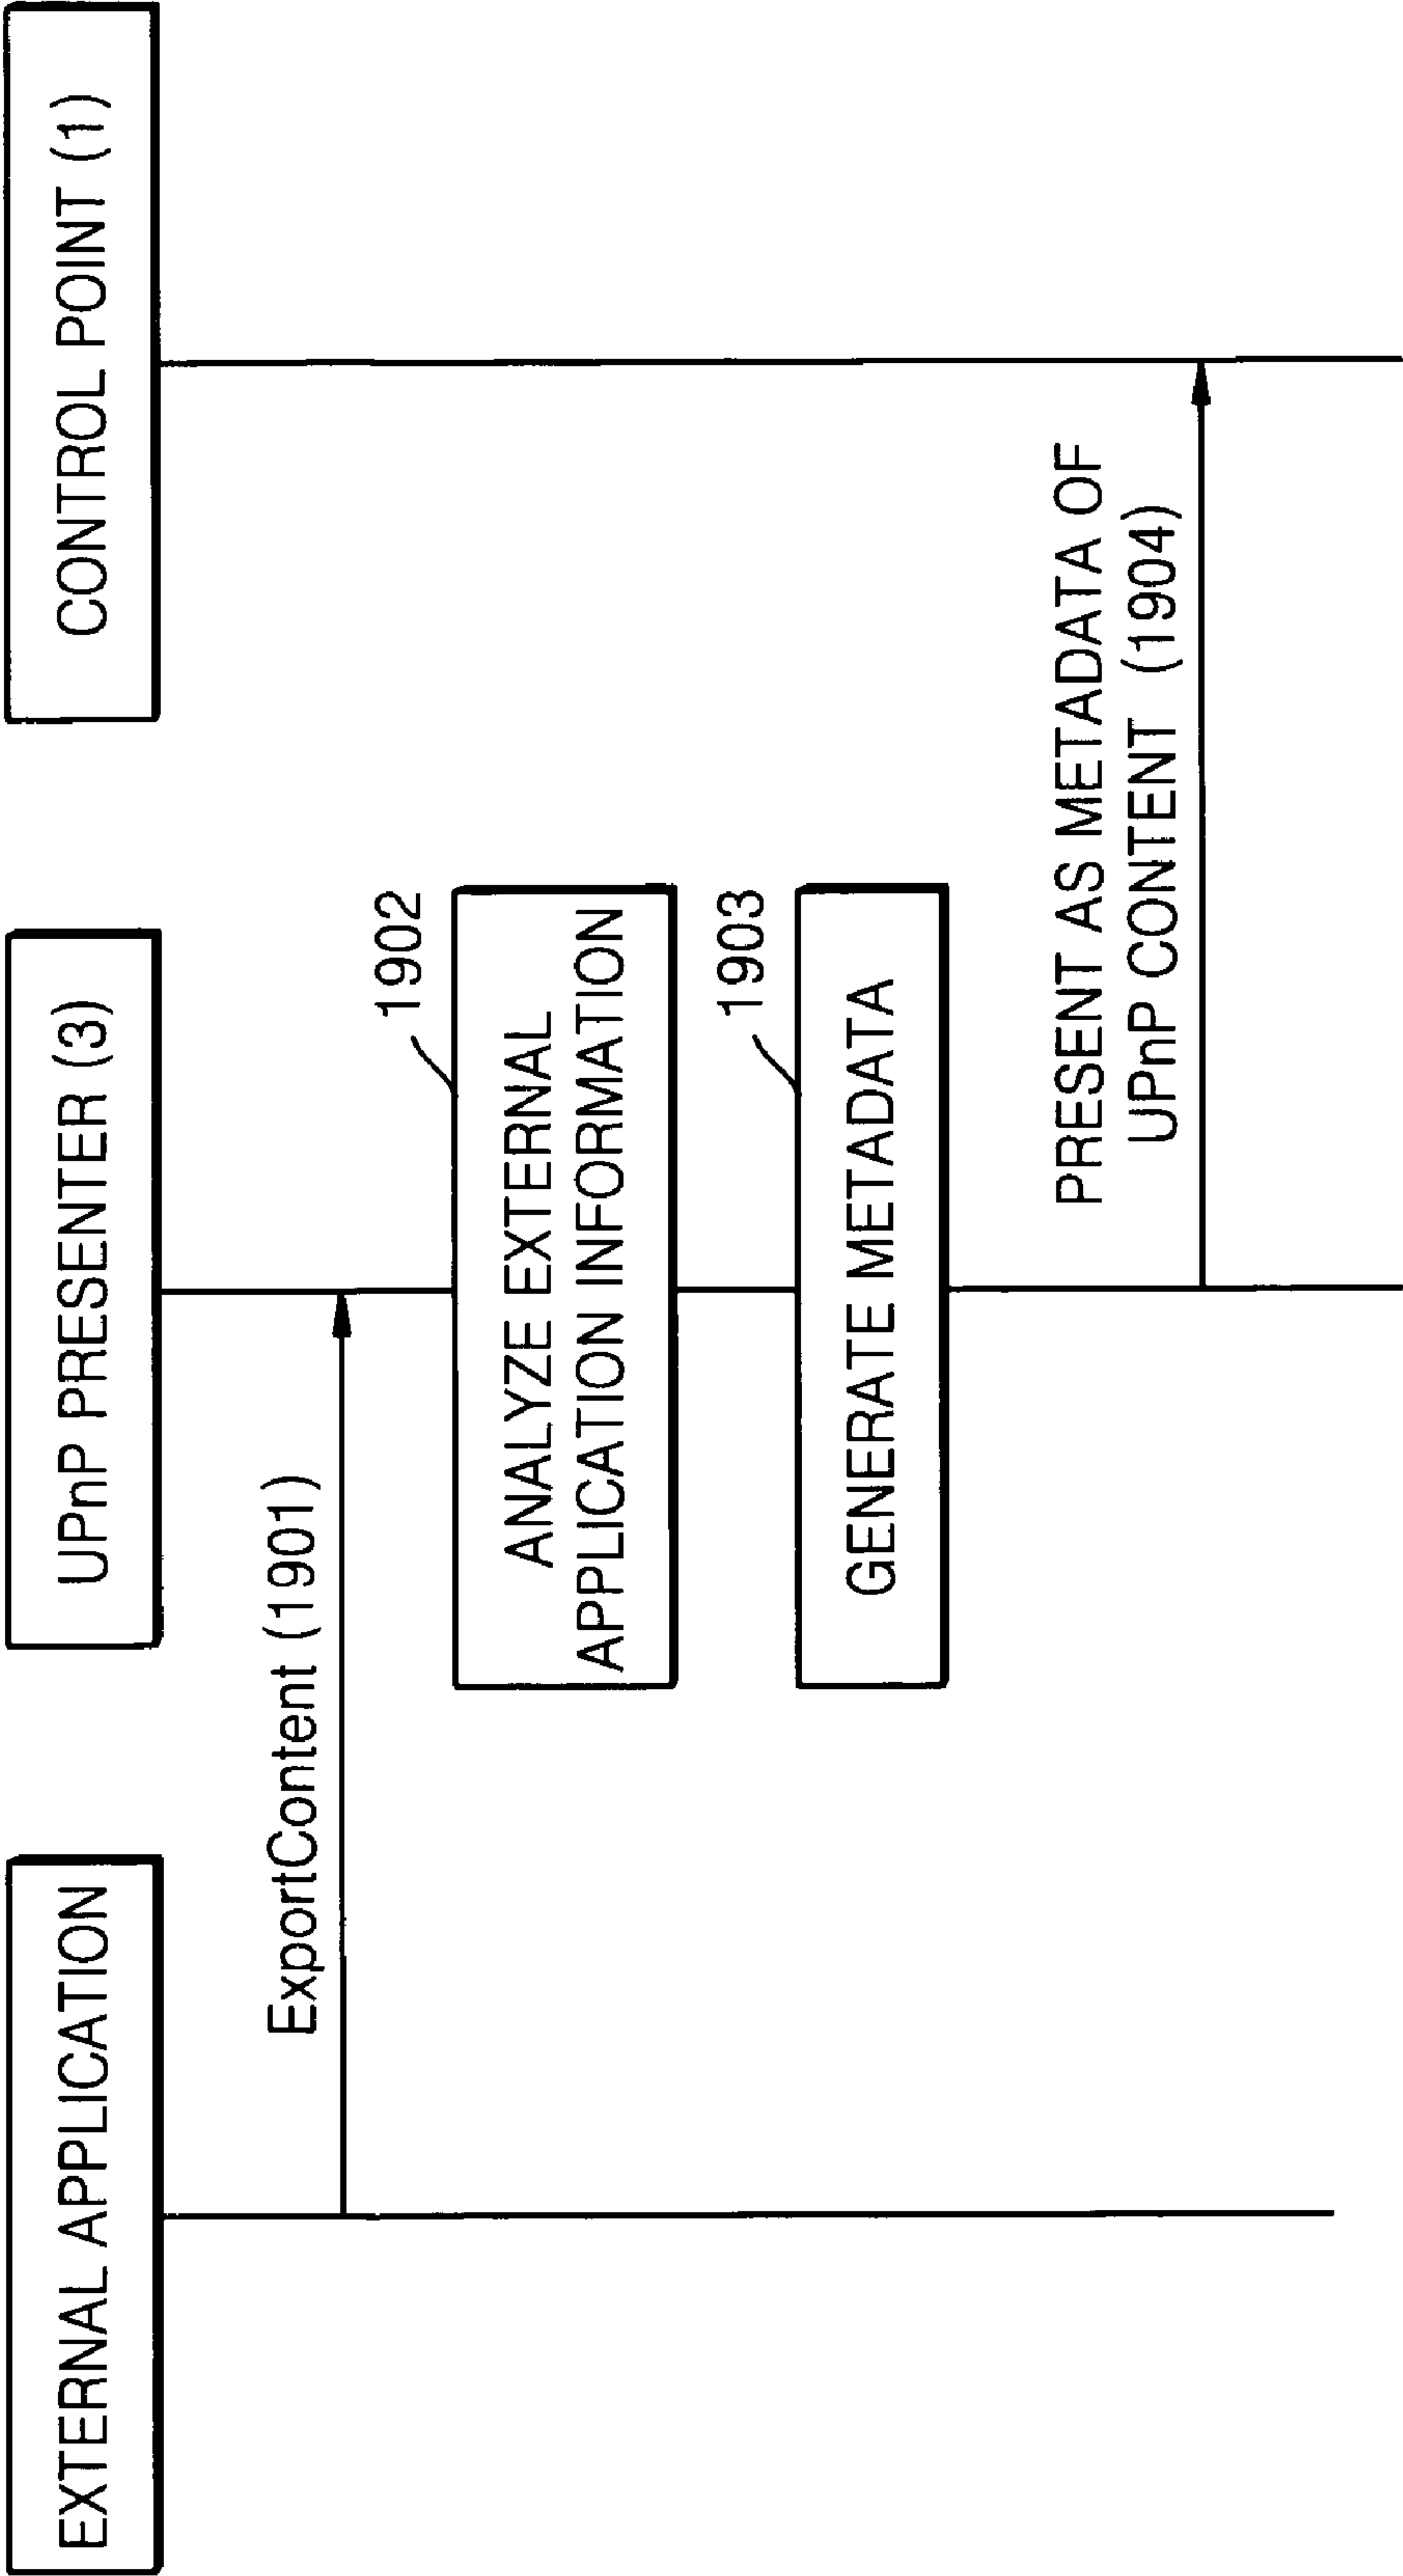 EXTERNAL APPLICATION
UPnP PRESENTER (3)
CONTROL POINT (1)
ExportContent (1901)
1902
ANALYZE EXTERNAL
APPLICATION INFORMATION
1903
GENERATE METADATA
PRESENT AS METADATA OF
UPnP CONTENT (1904)